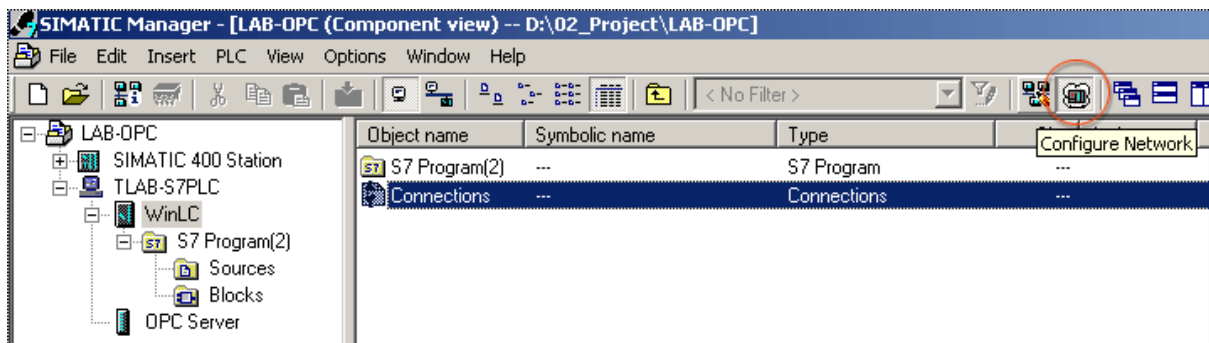 SIMATIC Manager - [LAB-OPC (Component view) -- D:\02_Project\LAB-OPC]
File Edit Insert PLC View Options Window Help
< No Filter >
Configure Network
LAB-OPC
SIMATIC 400 Station
TLAB-S7PLC
WinLC
S7 Program(2)
Sources
Blocks
OPC Server
Object name Symbolic name Type
S7 Program(2) --- S7 Program ---
Connections --- Connections ---